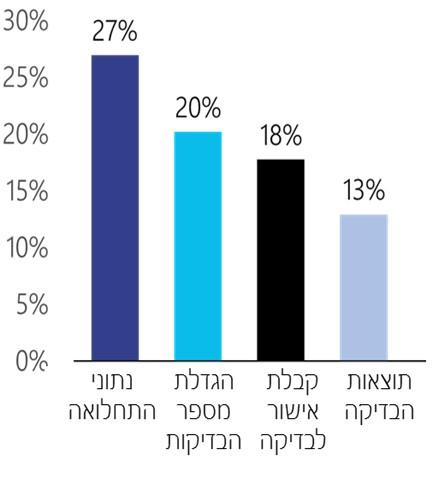 30%
25%
20%
15%
10%
5%
0%
27%
20%
18%
13%
נתוני
התחלואה
הגדלת
מספר
הבדיקות
קבלת
אישור
לבדיקה
תוצאות
הבדיקה